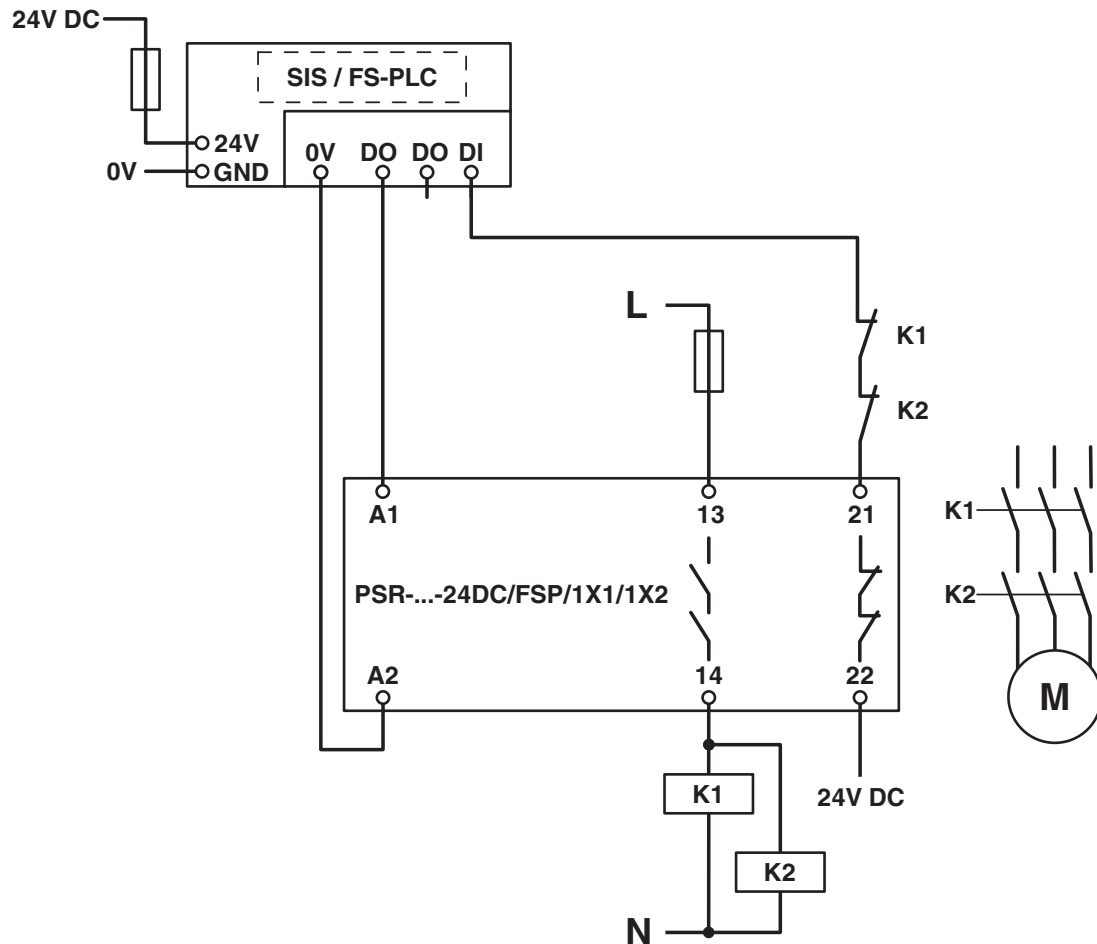 24V DC
SIS / FS-PLC
24V
0V
GND
0V DO DO DI
L
K1
K2
A1 13 21
K1
PSR-...-24DC/FSP/1X1/1X2
K2
A2 14 22
M
K1
24V DC
K2
N